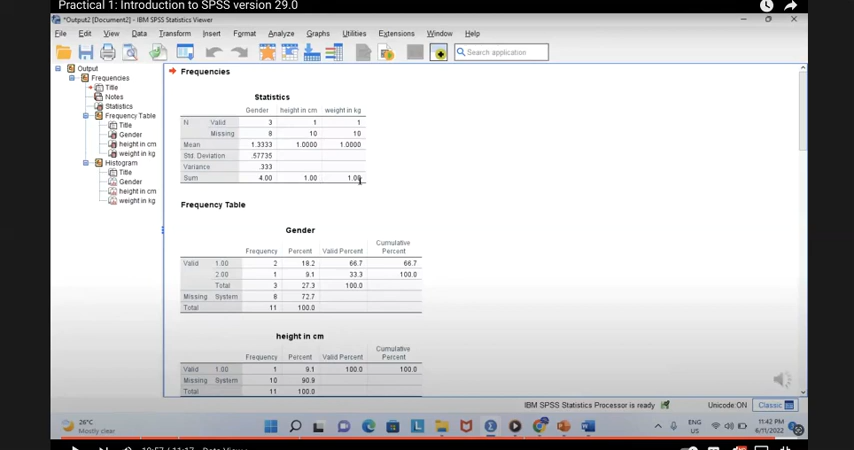 Practical 1: Introduction to SPSS version 29.0
*Output2 [Document2] - IBM SPSS Statistics Viewer
File Edit View Data Transform Insert Format Analyze Graphs Utilities Extensions Window Help
Search application
Output
Frequencies
Title
Notes
Statistics
Frequency Table
Title
Gender
height in cm
weight in kg
Histogram
Title
Gender
height in cm
weight in kg
Frequencies
Statistics
Gender height in cm weight in kg
N Valid 3 1 1
Missing 8 10 10
Mean 1.3333 1.0000 1.0000
Std. Deviation .57735
Variance .333
Sum 4.00 1.00 1.00
Frequency Table
Gender
Frequency Percent Valid Percent Cumulative Percent
Valid 1.00 2 18.2 66.7 66.7
2.00 1 9.1 33.3 100.0
Total 3 27.3 100.0
Missing System 8 72.7
Total 11 100.0
height in cm
Frequency Percent Valid Percent Cumulative Percent
Valid 1.00 1 9.1 100.0 100.0
Missing System 10 90.9
Total 11 100.0
IBM SPSS Statistics Processor is ready Unicode:ON Classic
26°C
Mostly clear
ENG
US
11:42 PM
6/11/2022